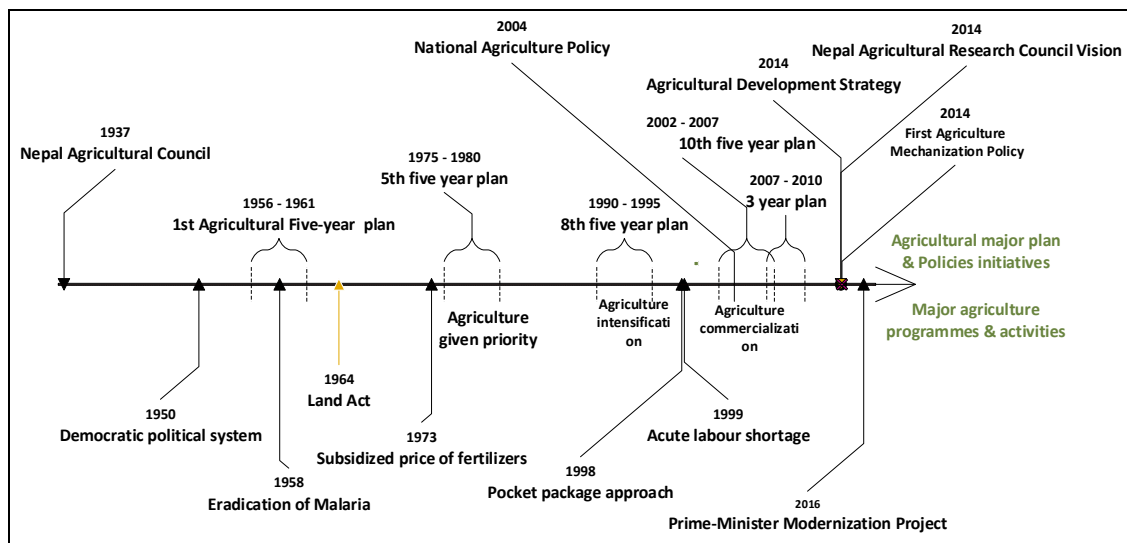 2004
National Agriculture Policy
2014
Nepal Agricultural Research Council Vision
2014
Agricultural Development Strategy
2014
First Agriculture
Mechanization Policy
1937
Nepal Agricultural Council
2002 - 2007
10th five year plan
1975 - 1980
5th five year plan
2007 - 2010
3 year plan
1956 - 1961
1st Agricultural Five-year plan
1990 - 1995
8th five year plan
Agricultural major plan
& Policies initiatives
Agriculture
given priority
Agriculture
intensificati
on
Agriculture
commercializati
on
Major agriculture
programmes & activities
1964
Land Act
1950
Democratic political system
1973
Subsidized price of fertilizers
1999
Acute labour shortage
1958
Eradication of Malaria
1998
Pocket package approach
2016
Prime-Minister Modernization Project